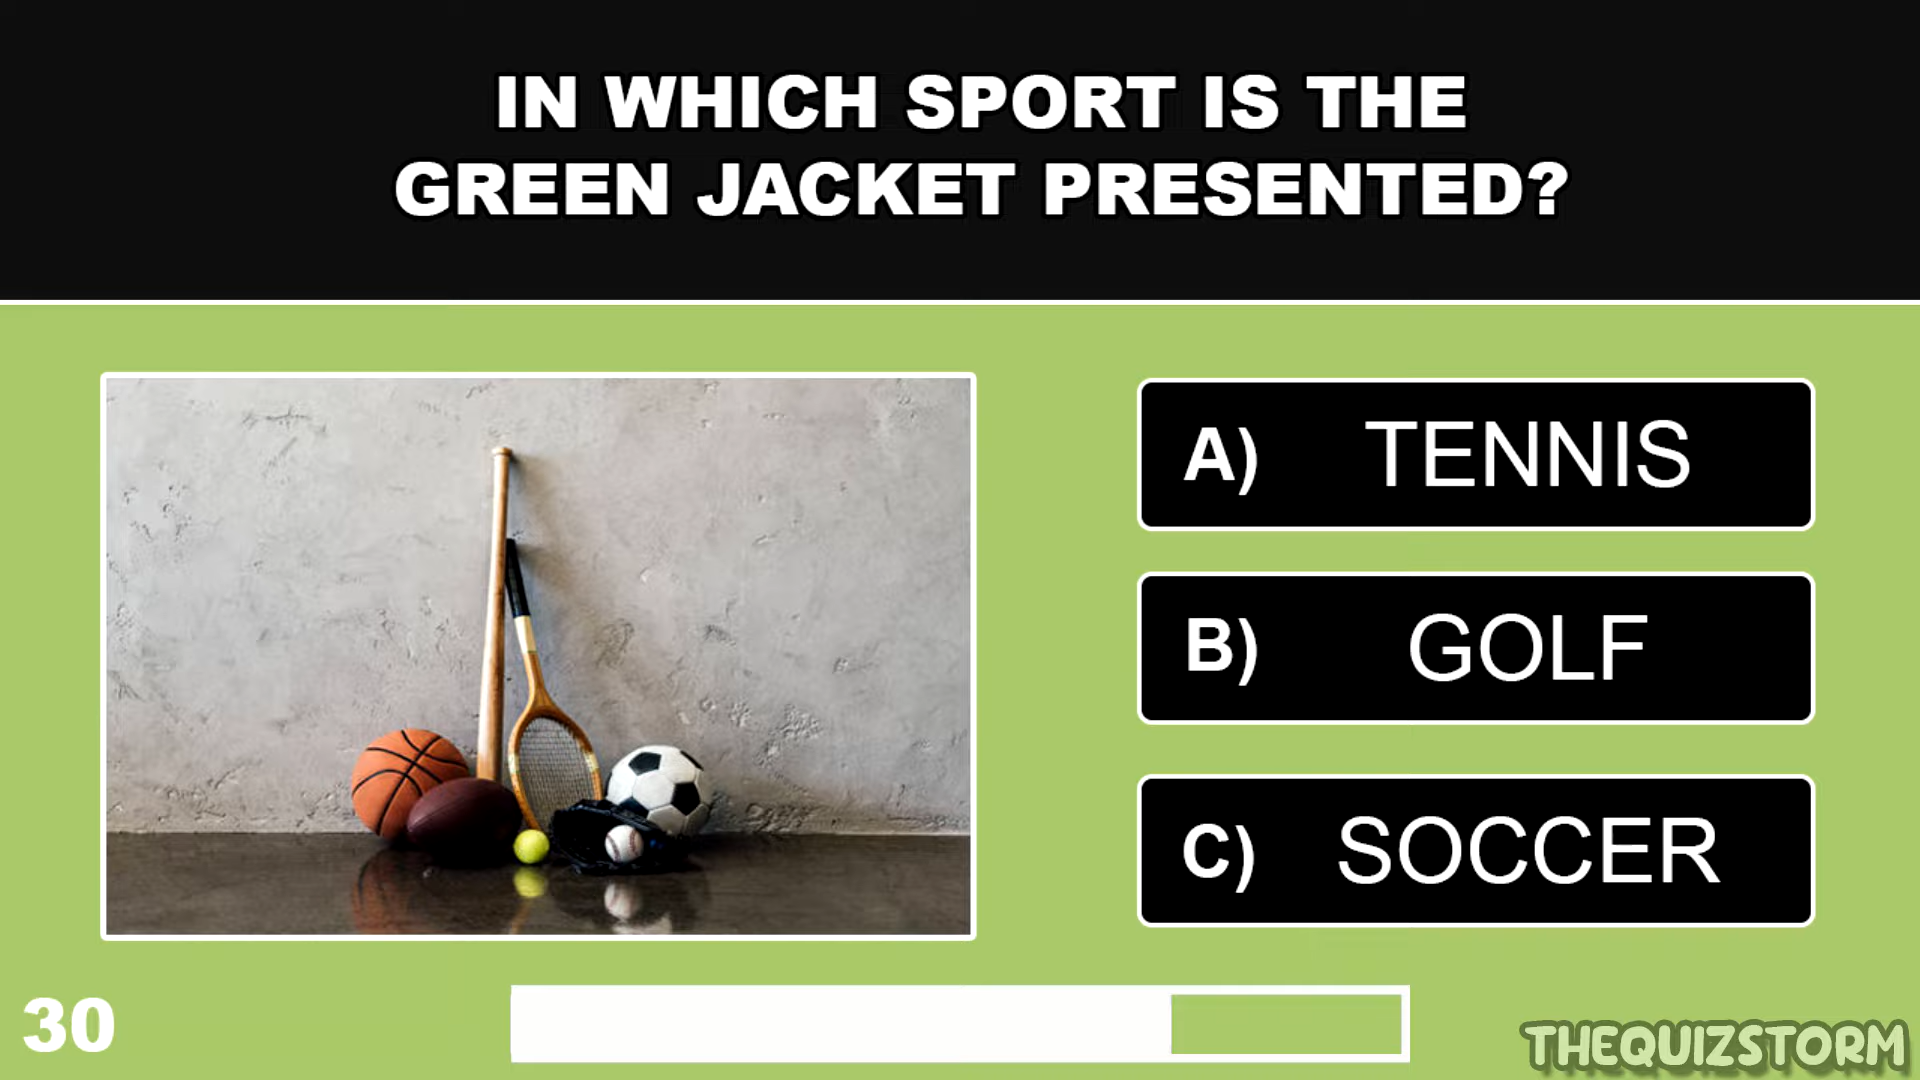 IN WHICH SPORT IS THE
GREEN JACKET PRESENTED?
A) TENNIS
B) GOLF
C) SOCCER
30
THEQUIZSTORM